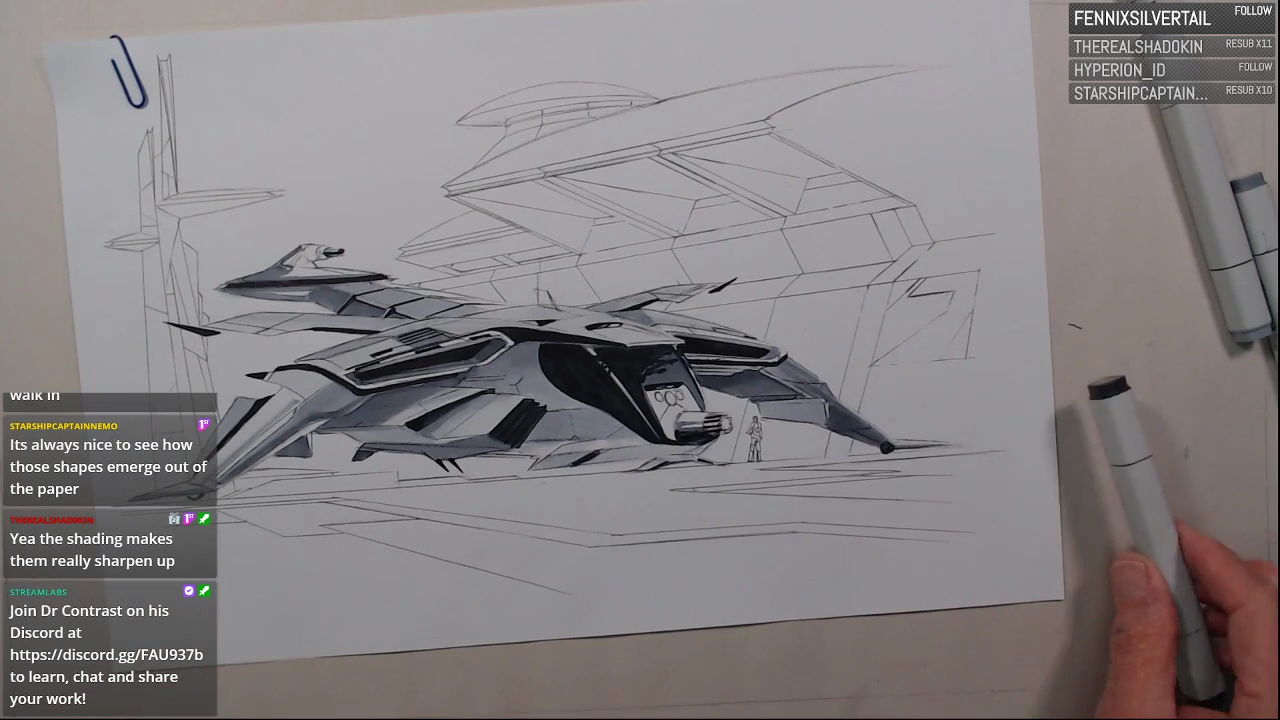 FENNIXSILVERTAIL FOLLOW
THEREALSHADOKIN RESUB X11
HYPERION_ID FOLLOW
STARSHIPCAPTAIN... RESUB X10
walk in
STARSHIPCAPTAINNEMO 1ST
Its always nice to see how
those shapes emerge out of
the paper
THEREALSHADOKIN 1ST
Yea the shading makes
them really sharpen up
STREAMLABS
Join Dr Contrast on his
Discord at
https://discord.gg/FAU937b
to learn, chat and share
your work!